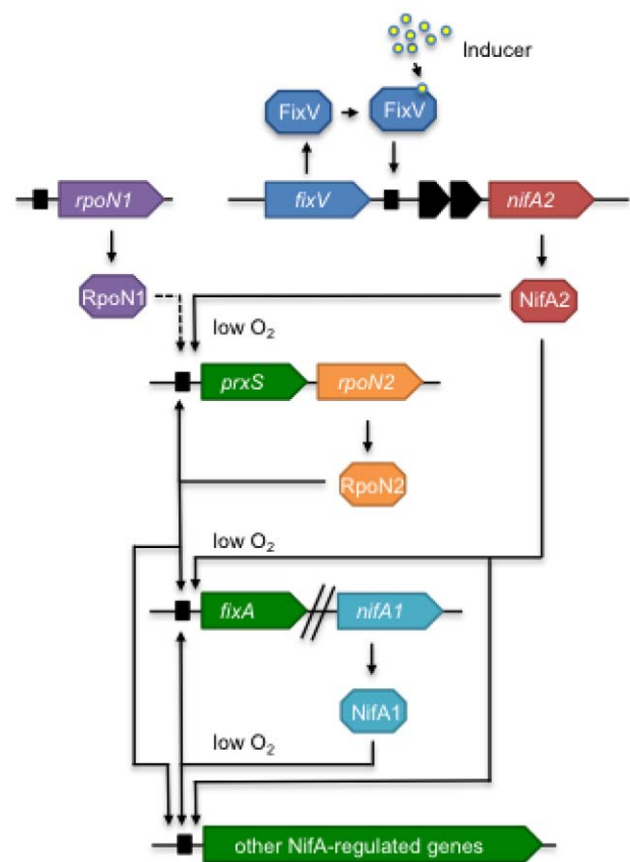 Inducer
FixV
FixV
rpoN1
fixV
nifA2
RpoN1
NifA2
low O₂
prxS
rpoN2
RpoN2
low O₂
fixA
nifA1
NifA1
low O₂
other NifA-regulated genes